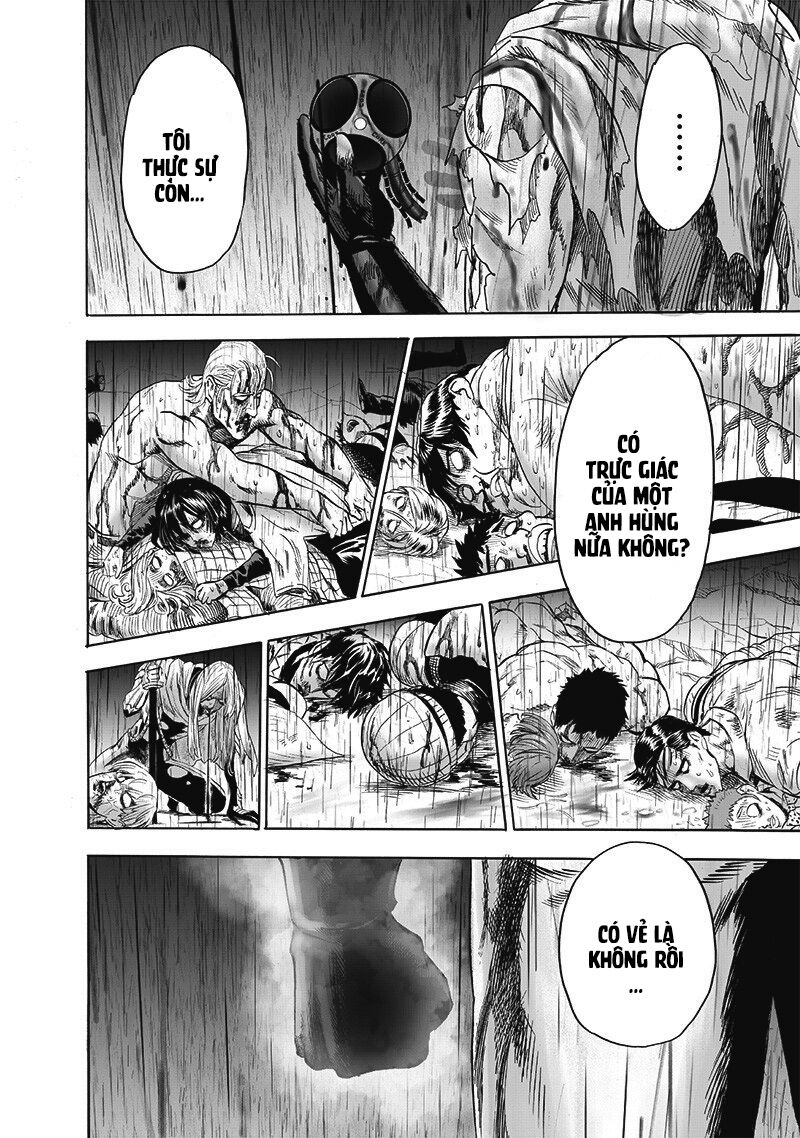 ......
TÔI
THỰC SỰ
CÒN...
CÓ
TRỰC GIÁC
CỦA MỘT
ANH HÙNG
NỮA KHÔNG?
CÓ VẺ LÀ
KHÔNG RỒI
...